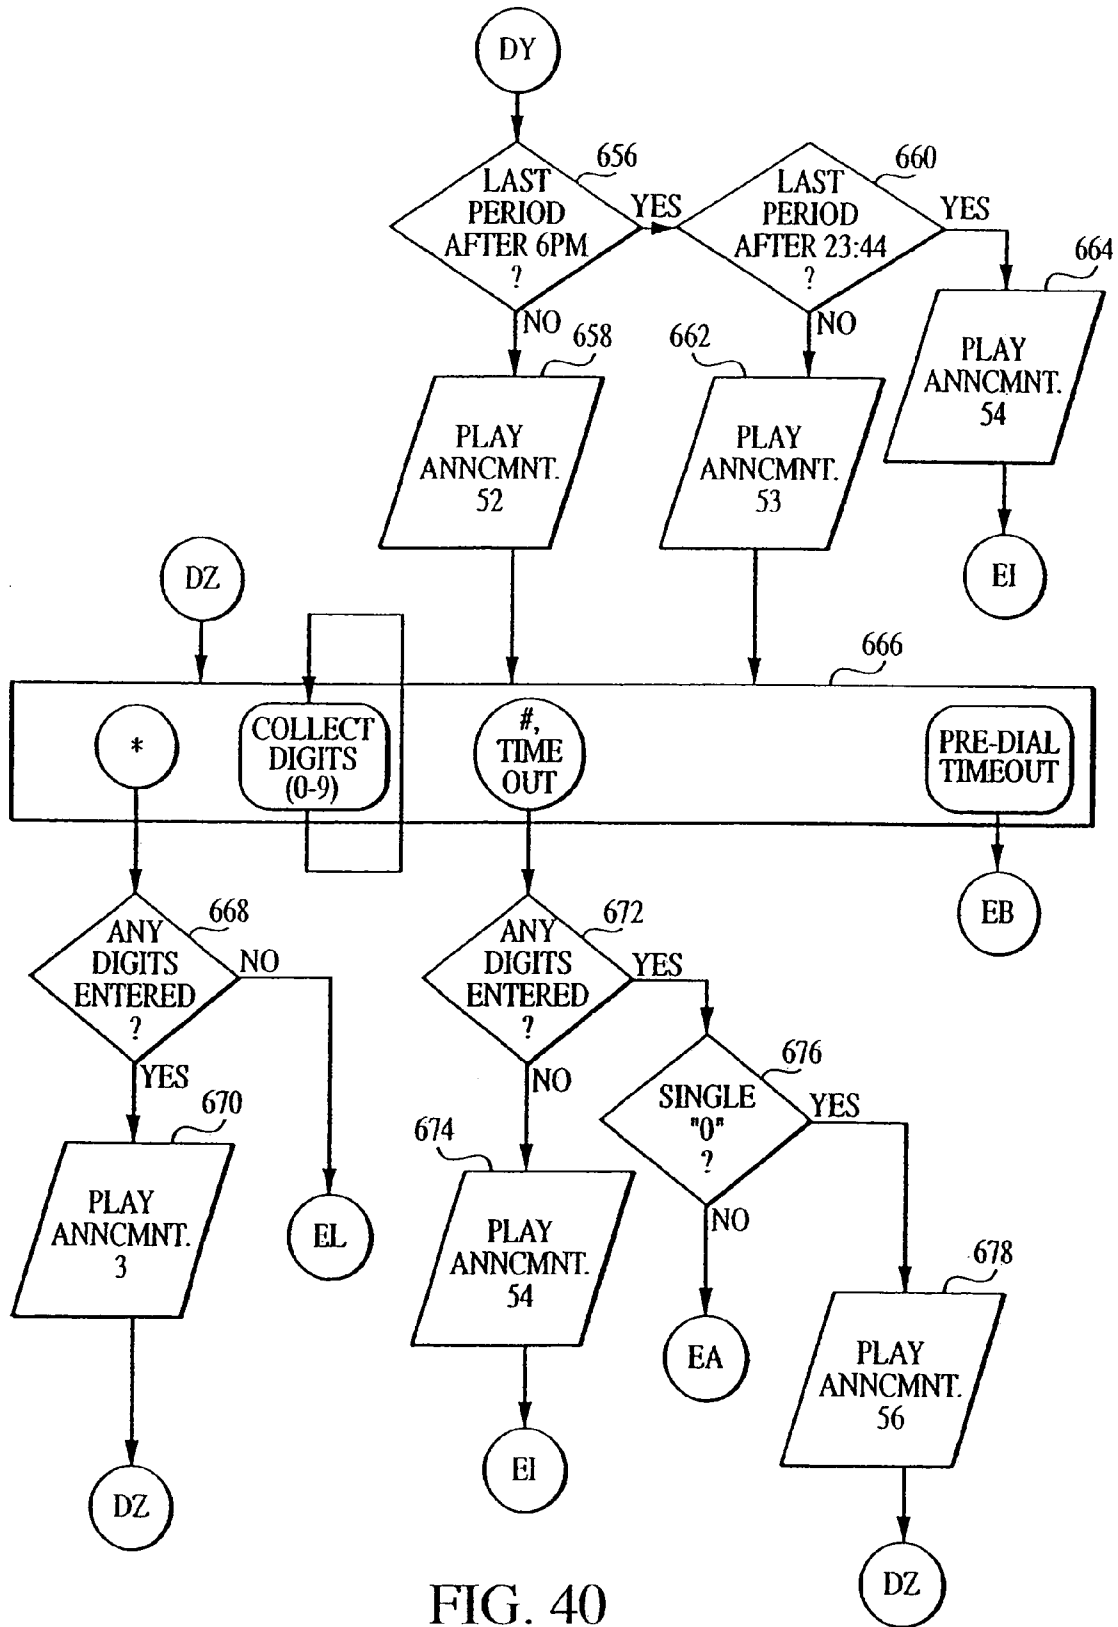 DY
656
LAST
PERIOD
AFTER 6PM
?
YES
NO
660
LAST
PERIOD
AFTER 23:44
?
YES
NO
664
PLAY
ANNCMNT.
54
EI
658
PLAY
ANNCMNT.
52
662
PLAY
ANNCMNT.
53
DZ
666
*
COLLECT
DIGITS
(0-9)
#,
TIME
OUT
PRE-DIAL
TIMEOUT
EB
668
ANY
DIGITS
ENTERED
?
NO
YES
670
PLAY
ANNCMNT.
3
DZ
EL
672
ANY
DIGITS
ENTERED
?
YES
NO
674
PLAY
ANNCMNT.
54
EI
676
SINGLE
"0"
?
YES
NO
EA
678
PLAY
ANNCMNT.
56
DZ
FIG. 40